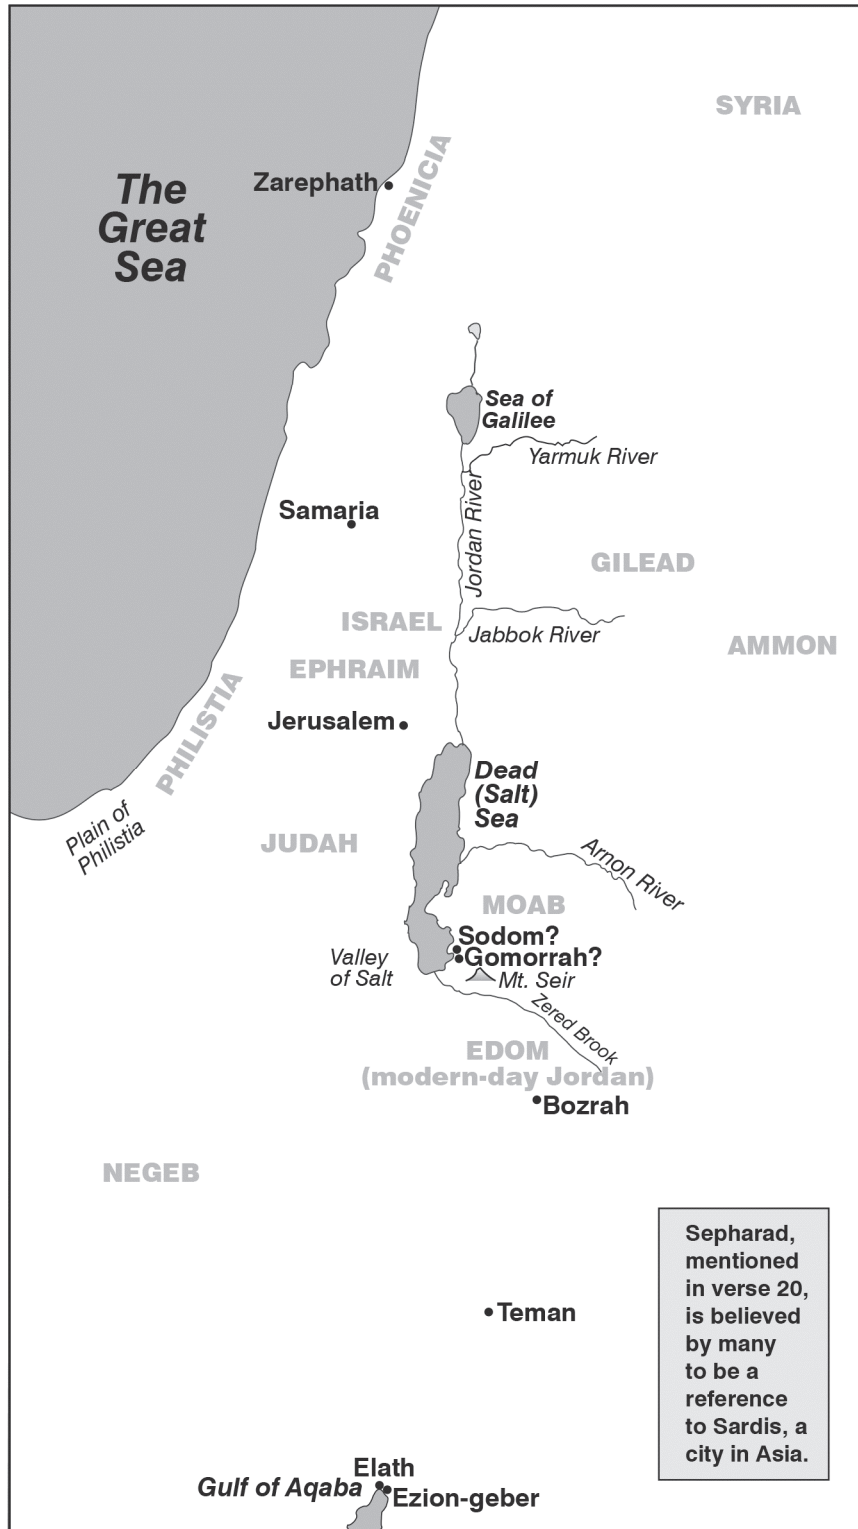 SYRIA
PHOENICIA
Zarephath
The
Great
Sea
Sea of
Galilee
Yarmuk River
Samaria
Jordan River
GILEAD
ISRAEL
Jabbok River
AMMON
EPHRAIM
PHILISTIA
Jerusalem
Dead
(Salt)
Sea
Plain of
Philistia
JUDAH
Arnon River
MOAB
Sodom?
Gomorrah?
Valley
of Salt
Mt. Seir
Zered Brook
EDOM
(modern-day Jordan)
Bozrah
NEGEB
Sepharad,
mentioned
in verse 20,
is believed
by many
to be a
reference
to Sardis, a
city in Asia.
Teman
Elath
Gulf of Aqaba
Ezion-geber